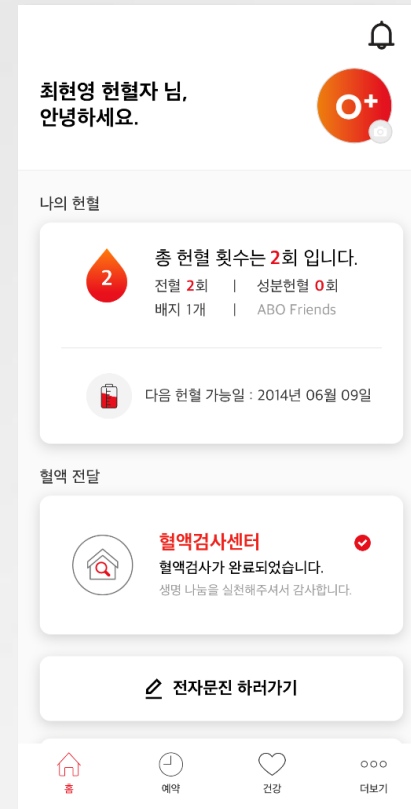 최현영 헌혈자 님,
안녕하세요.
O+
나의 헌혈
2
총 헌혈 횟수는 2회 입니다.
전혈 2회 | 성분헌혈 0회
배지 1개 | ABO Friends
다음 헌혈 가능일 : 2014년 06월 09일
혈액 전달
혈액검사센터
혈액검사가 완료되었습니다.
생명 나눔을 실천해주셔서 감사합니다.
전자문진 하러가기
홈 예약 건강 더보기